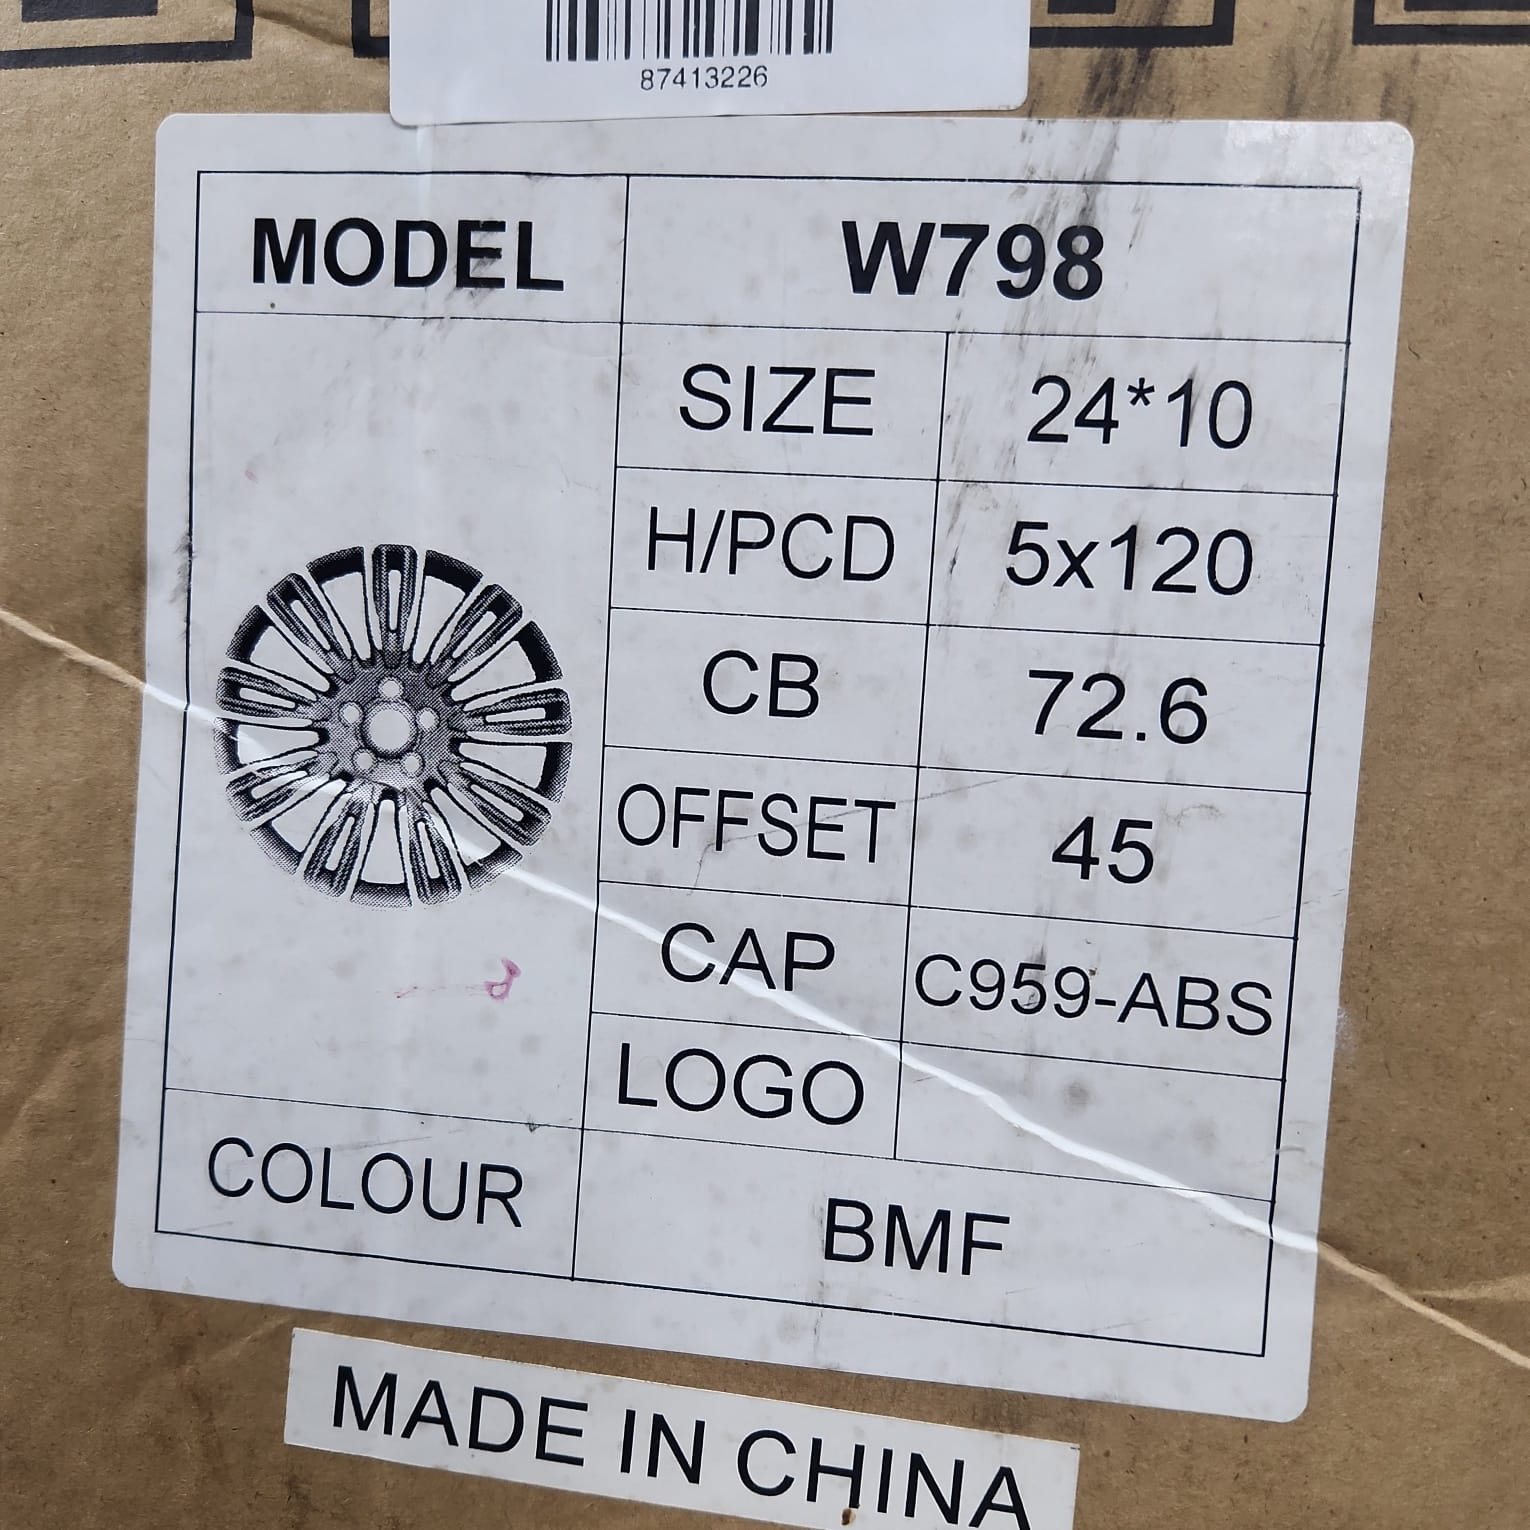 87413226
MODEL W798
SIZE 24*10
H/PCD 5x120
CB 72.6
OFFSET 45
CAP C959-ABS
LOGO
COLOUR BMF
MADE IN CHINA